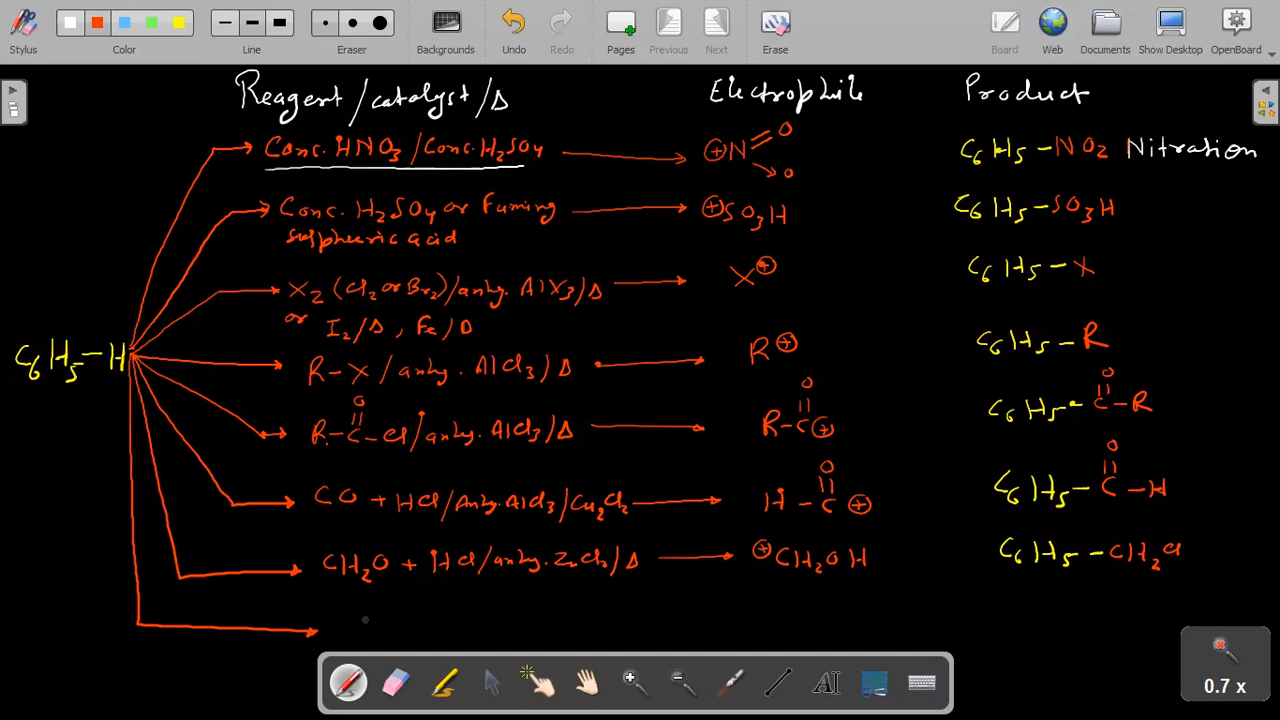 Stylus Color Line Eraser Backgrounds Undo Redo Pages Previous Next Erase Board Web Documents Show Desktop OpenBoard
Reagent/catalyst/Δ Electrophile Product
Conc. HNO3/Conc. H2SO4 ⊕N=O→O C6H5-NO2 Nitration
Conc. H2SO4 or Fuming ⊕SO3H C6H5-SO3H
sulphuric acid
X2 (Cl2 or Br2)/anhy. AlX3/Δ X⊕ C6H5-X
or I2/Δ, Fe/Δ
C6H5-H
R-X/anhy. AlCl3/Δ R⊕ C6H5-R
R-C(=O)-Cl/anhy. AlCl3/Δ R-C(=O)⊕ C6H5-C(=O)-R
CO + HCl/Anhy. AlCl3/Cu2Cl2 H-C(=O)⊕ C6H5-C(=O)-H
CH2O + HCl/anhy. ZnCl2/Δ ⊕CH2OH C6H5-CH2Cl
0.7 x